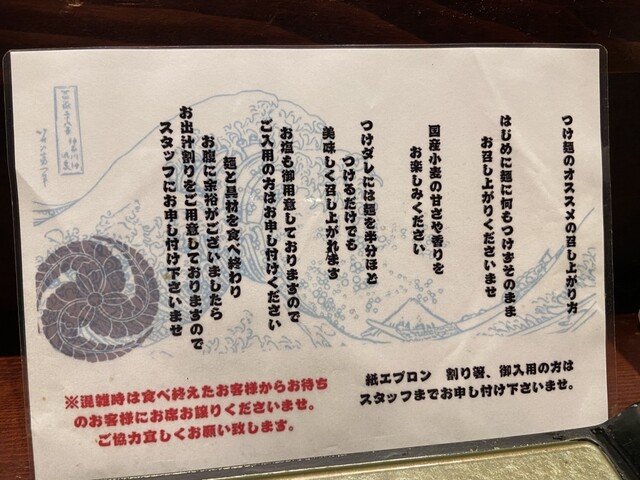 つけ麺のオススメの召し上がり方
はじめに麺に何もつけずそのまま
お召し上がりくださいませ
国産小麦の甘さや香りを
お楽しみください
つけダレには麺を半分ほど
つけるだけでも
美味しく召し上がれます
お塩も御用意しておりますので
ご入用の方はお申し付けください
麺と具材を食べ終わり
お腹に余裕がございましたら
お出汁割りをご用意しておりますので
スタッフにお申し付け下さいませ
紙エプロン 割り箸、御入用の方は
スタッフまでお申し付け下さいませ。
※混雑時は食べ終えたお客様からお待ち
のお客様にお席お譲りくださいませ。
ご協力宜しくお願い致します。